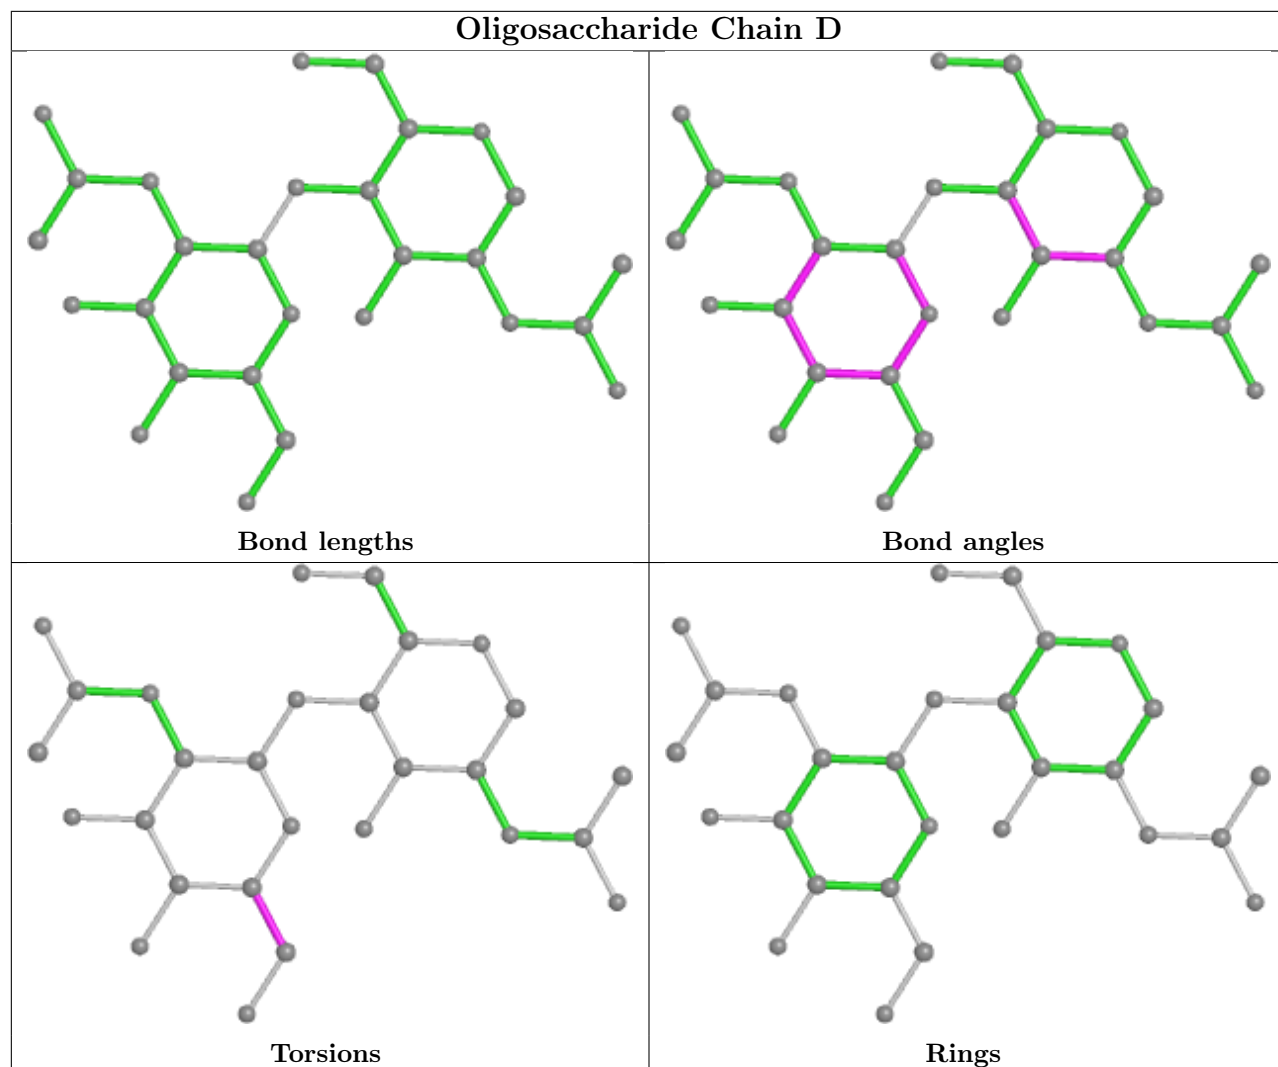 Oligosaccharide Chain D
Bond lengths
Bond angles
Torsions
Rings